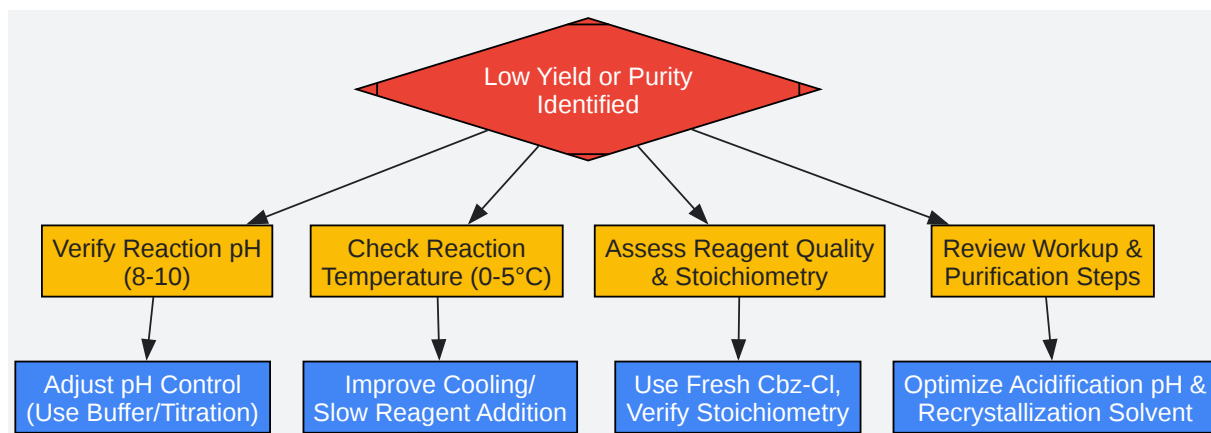 Low Yield or Purity
Identified
Verify Reaction pH
(8-10)
Check Reaction
Temperature (0-5°C)
Assess Reagent Quality
& Stoichiometry
Review Workup &
Purification Steps
Adjust pH Control
(Use Buffer/Titration)
Improve Cooling/
Slow Reagent Addition
Use Fresh Cbz-Cl,
Verify Stoichiometry
Optimize Acidification pH &
Recrystallization Solvent